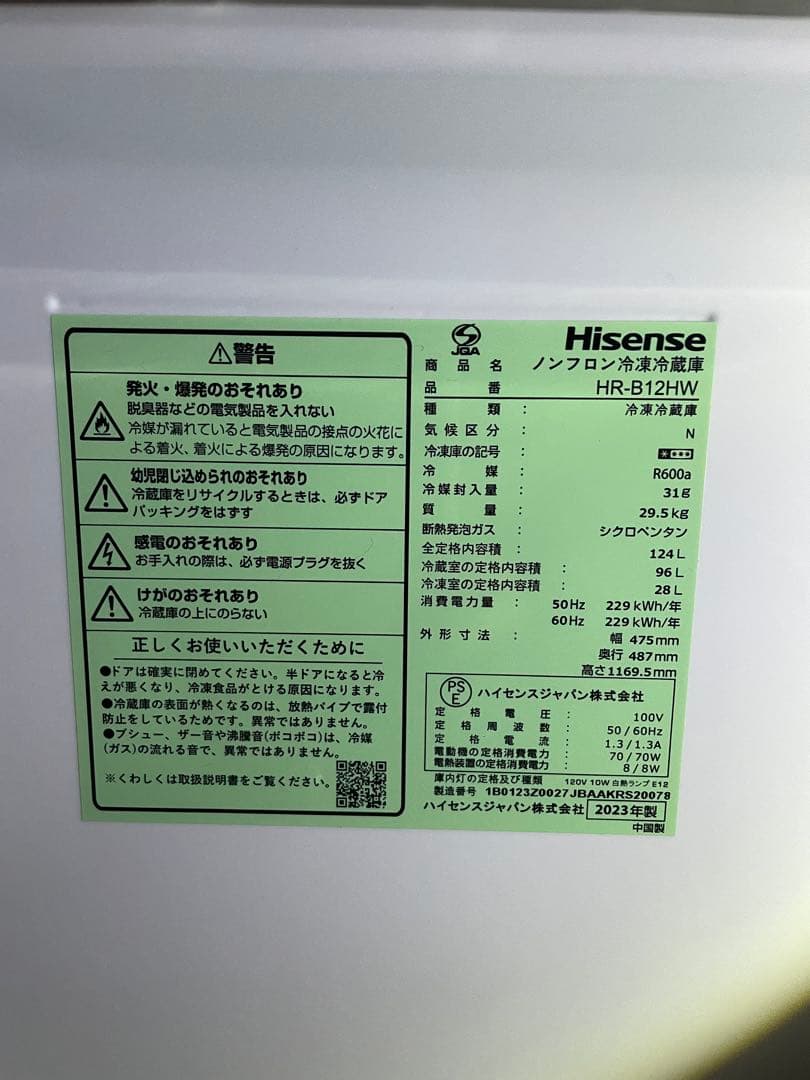 ⚠警告
発火・爆発のおそれあり
脱臭器などの電気製品を入れない
冷媒が漏れていると電気製品の接点の火花に
よる着火、着火による爆発の原因になります。
幼児閉じ込められのおそれあり
冷蔵庫をリサイクルするときは、必ずドア
パッキングをはずす
感電のおそれあり
お手入れの際は、必ず電源プラグを抜く
けがのおそれあり
冷蔵庫の上にのらない
正しくお使いいただくために
●ドアは確実に閉めてください。半ドアになると冷
えが悪くなり、冷凍食品がとける原因になります。
●冷蔵庫の表面が熱くなるのは、放熱パイプで露付
防止をしているためです。異常ではありません。
●プシュー、ザー音や沸騰音(ボコボコ)は、冷媒
(ガス)の流れる音で、異常ではありません。
※くわしくは取扱説明書をご覧ください。
JQA
Hisense
商品名 ノンフロン冷凍冷蔵庫
品番 HR-B12HW
種類 : 冷凍冷蔵庫
気候区分 : N
冷凍庫の記号 :
冷媒 : R600a
冷媒封入量 : 31g
質量 : 29.5kg
断熱発泡ガス : シクロペンタン
全定格内容積 : 124L
冷蔵室の定格内容積 : 96L
冷凍室の定格内容積 : 28L
消費電力量 : 50Hz 229kWh/年
60Hz 229kWh/年
外形寸法 : 幅 475mm
奥行 487mm
高さ1169.5mm
PSE ハイセンスジャパン株式会社
定格電圧 : 100V
定格周波数 : 50/60Hz
定格電流 : 1.3/1.3A
電動機の定格消費電力 : 70/70W
電熱装置の定格消費電力 : 8/8W
庫内灯の定格及び種類 120V 10W 白熱ランプ E12
製造番号 1B0123Z0027JBAAKRS20078
ハイセンスジャパン株式会社 2023年製
中国製